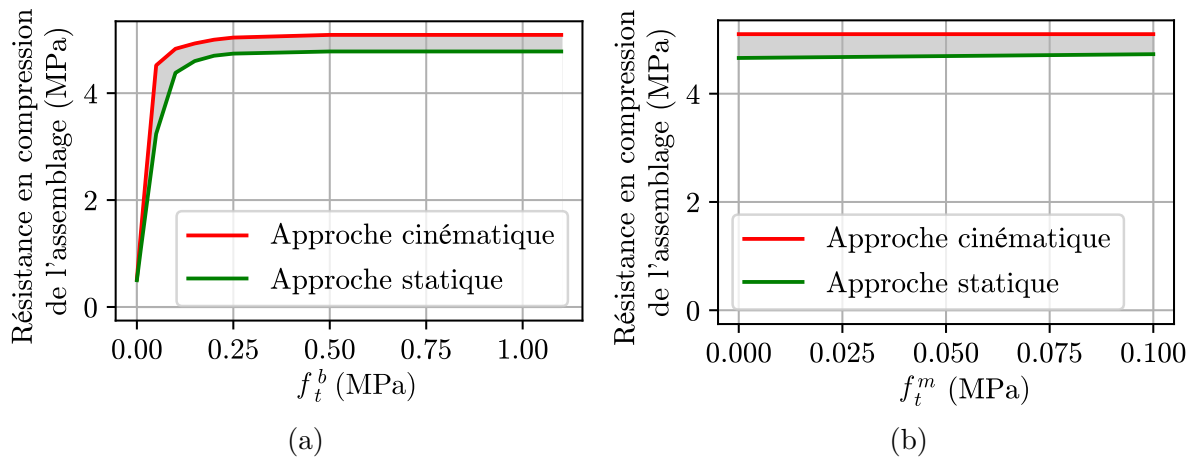 Résistance en compression
de l'assemblage (MPa)
4
2
0
Approche cinématique
Approche statique
0.00 0.25 0.50 0.75 1.00
f_t^b (MPa)
(a)
Résistance en compression
de l'assemblage (MPa)
4
2
0
Approche cinématique
Approche statique
0.000 0.025 0.050 0.075 0.100
f_t^m (MPa)
(b)